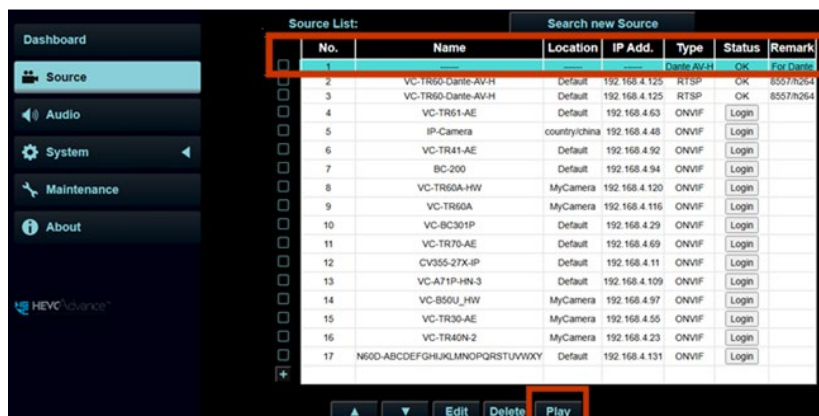 Source List: Search new Source
Dashboard
Source
Audio
System
Maintenance
About
HEVC Advance™
No. Name Location IP Add. Type Status Remark
1 ------ ------ ------ Dante AV-H OK For Dante
2 VC-TR60-Dante-AV-H Default 192.168.4.125 RTSP OK 8557/h264
3 VC-TR60-Dante-AV-H Default 192.168.4.125 RTSP OK 8557/h264
4 VC-TR61-AE Default 192.168.4.63 ONVIF Login
5 IP-Camera country/china 192.168.4.48 ONVIF Login
6 VC-TR41-AE Default 192.168.4.92 ONVIF Login
7 BC-200 Default 192.168.4.94 ONVIF Login
8 VC-TR60A-HW MyCamera 192.168.4.120 ONVIF Login
9 VC-TR60A MyCamera 192.168.4.116 ONVIF Login
10 VC-BC301P Default 192.168.4.29 ONVIF Login
11 VC-TR70-AE Default 192.168.4.69 ONVIF Login
12 CV355-27X-IP Default 192.168.4.11 ONVIF Login
13 VC-A71P-HN-3 Default 192.168.4.109 ONVIF Login
14 VC-B50U_HW MyCamera 192.168.4.97 ONVIF Login
15 VC-TR30-AE MyCamera 192.168.4.55 ONVIF Login
16 VC-TR40N-2 MyCamera 192.168.4.23 ONVIF Login
17 N60D-ABCDEFGHIJKLMNOPQRSTUVWXY Default 192.168.4.131 ONVIF Login
Edit Delete Play